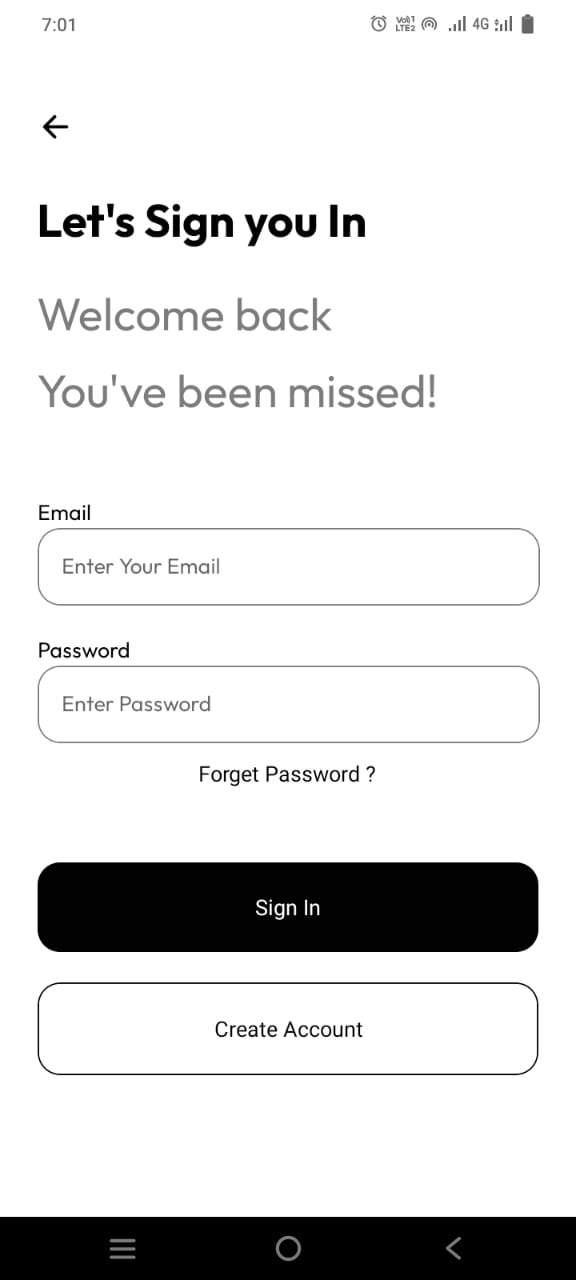 7:01
Vo)) 1
LTE2
4G
Let's Sign you In
Welcome back
You've been missed!
Email
Enter Your Email
Password
Enter Password
Forget Password ?
Sign In
Create Account